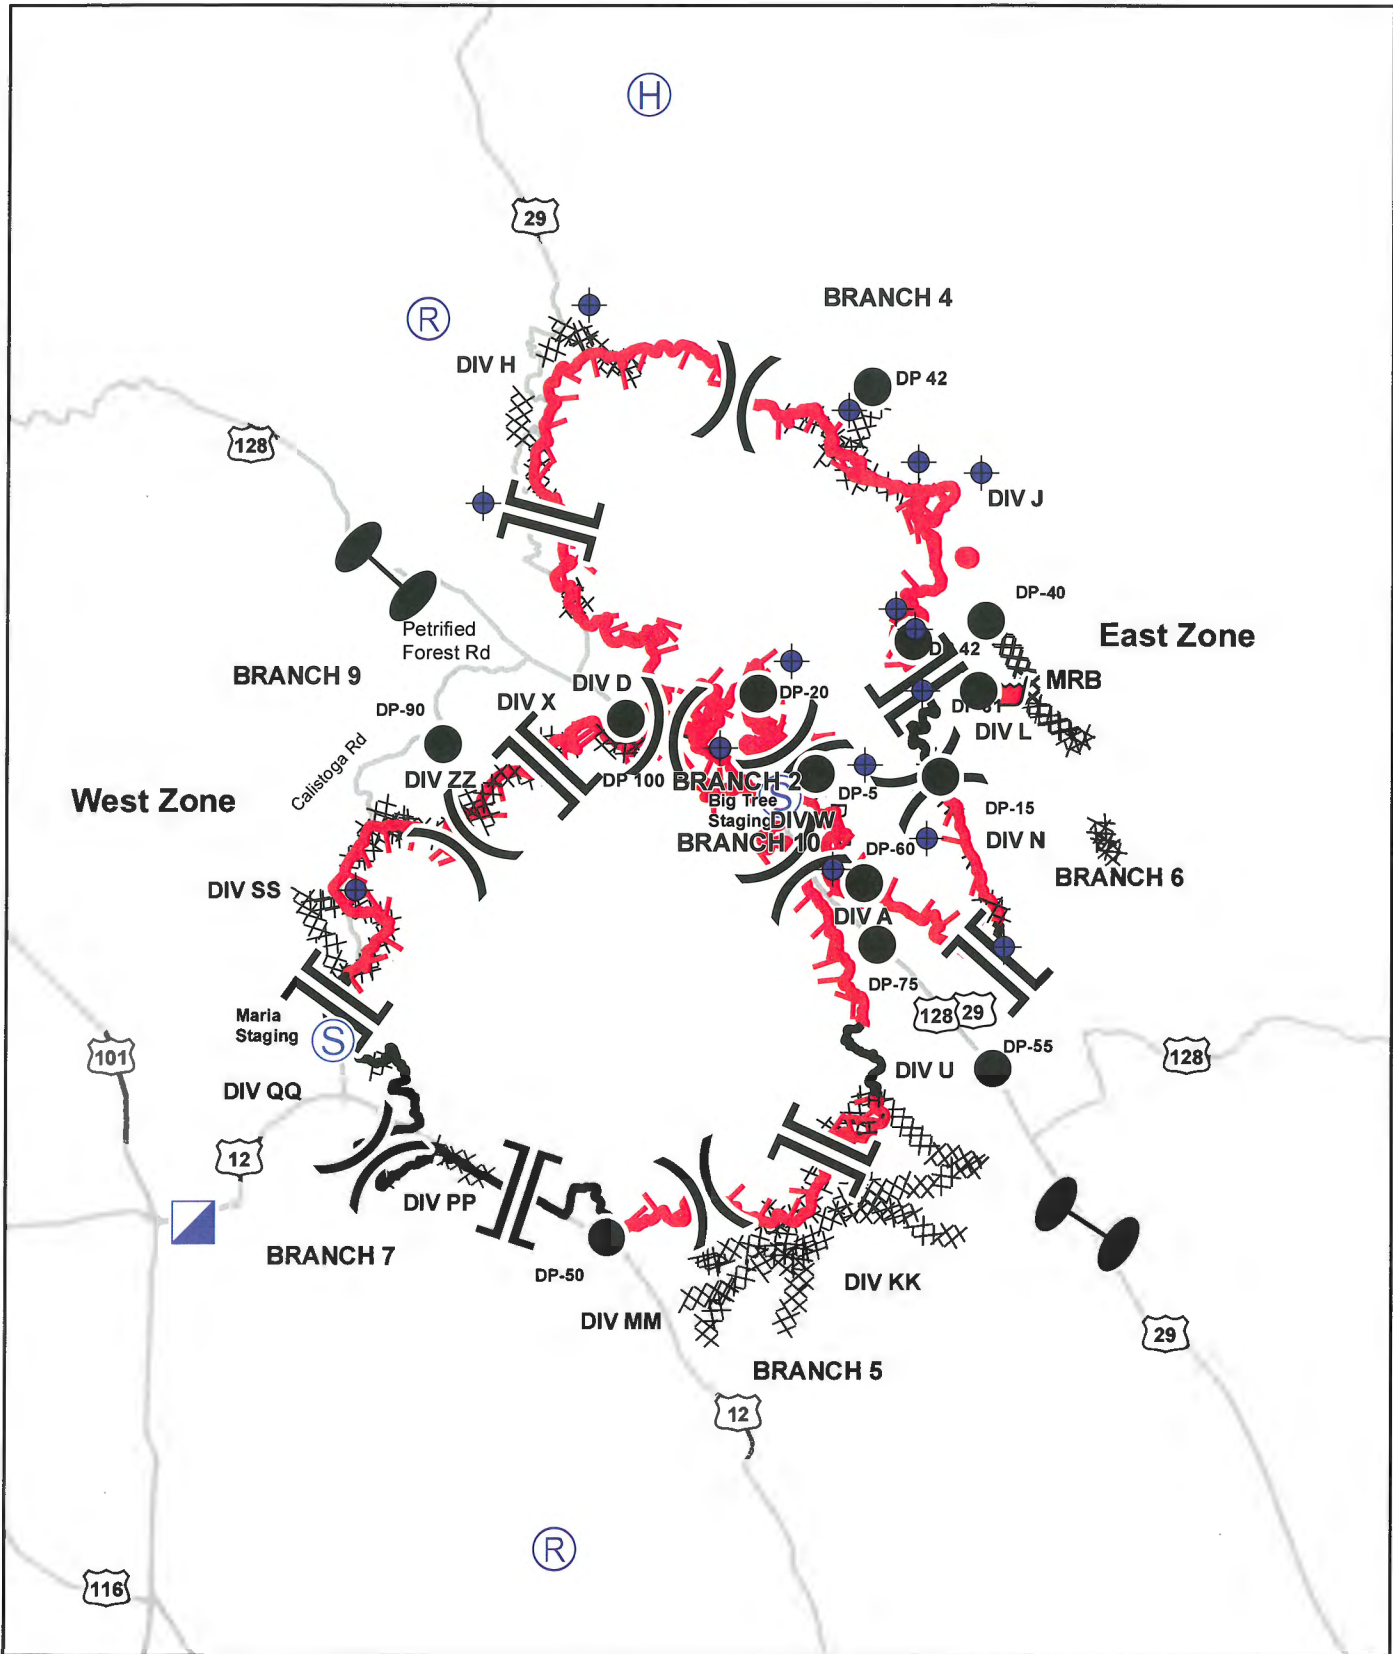 H
29
R
BRANCH 4
DIV H
DP 42
128
DIV J
DP-40
Petrified
Forest Rd
East Zone
BRANCH 9
MRB
DIV D
DP-20
DIV X
DP-90
DIV L
Calistoga Rd
DIV ZZ
DP 100
BRANCH 2
DP-5
West Zone
Big Tree
Staging
S
DP-15
DIV W
DIV N
BRANCH 10
DP-60
BRANCH 6
DIV SS
DIV A
DP-75
Maria
Staging
S
128
29
101
DP-55
128
DIV U
DIV QQ
12
DIV PP
BRANCH 7
DP-50
DIV KK
DIV MM
29
BRANCH 5
12
R
116